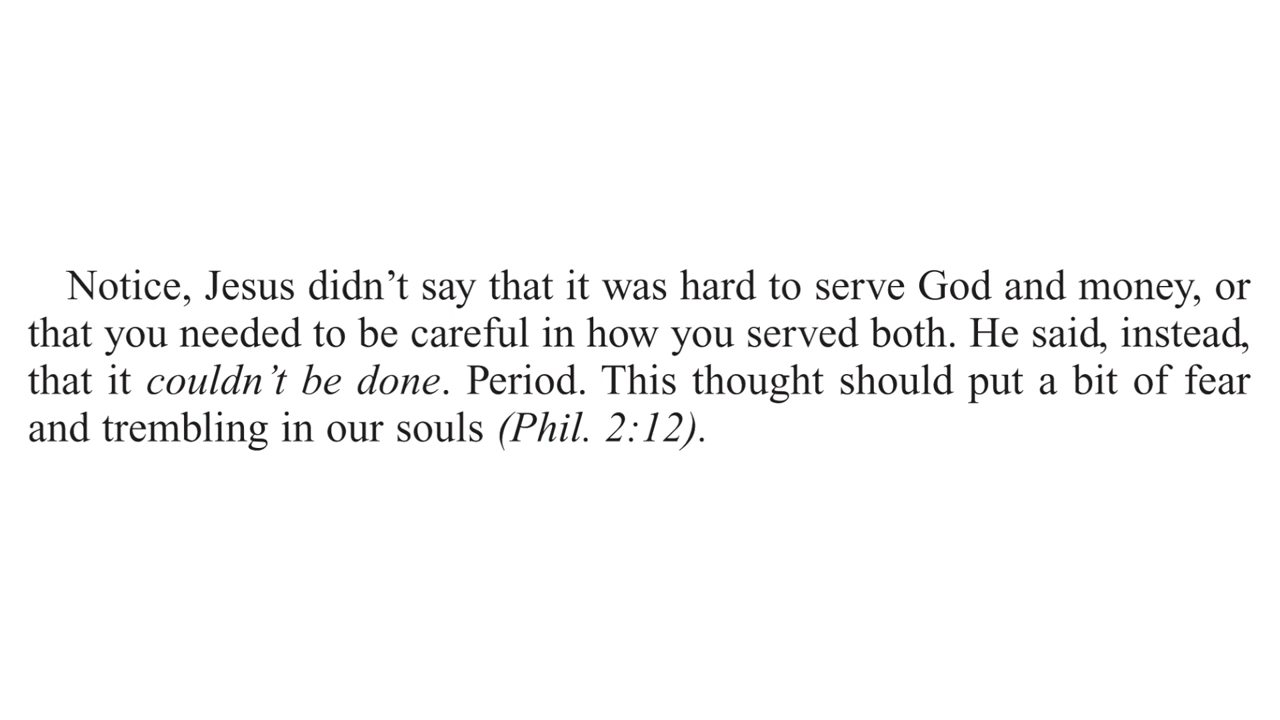 Notice, Jesus didn’t say that it was hard to serve God and money, or
that you needed to be careful in how you served both. He said, instead,
that it couldn’t be done. Period. This thought should put a bit of fear
and trembling in our souls (Phil. 2:12).